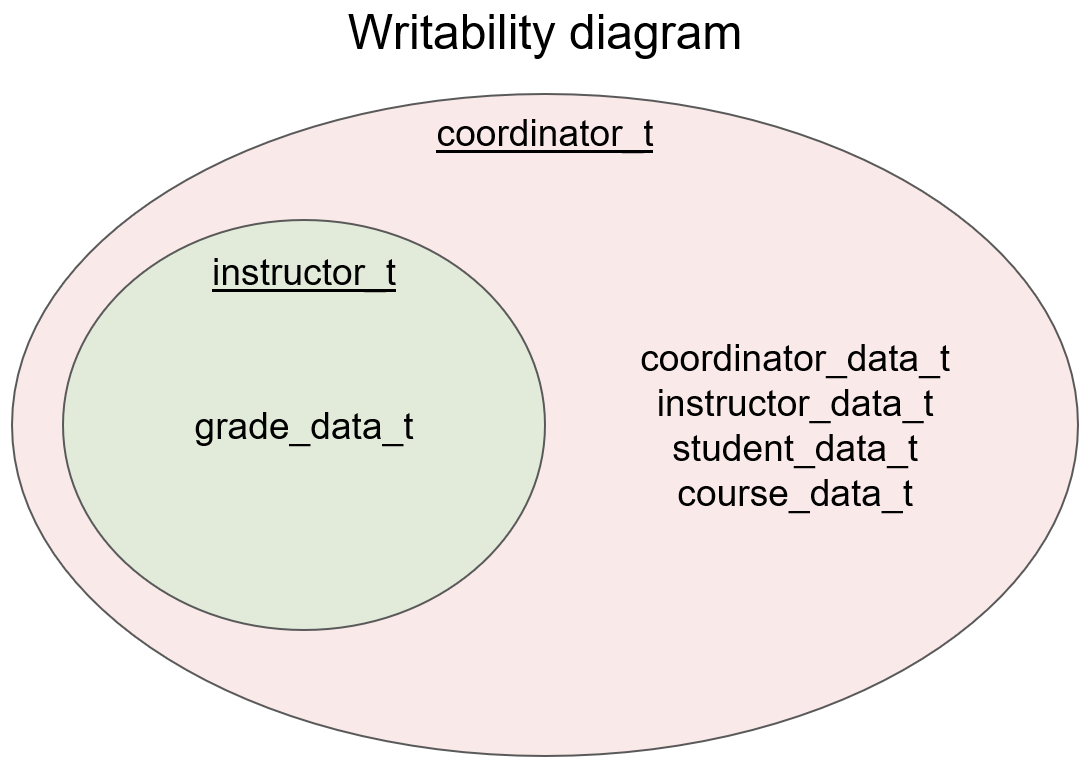 Writability diagram
coordinator_t
instructor_t
grade_data_t
coordinator_data_t
instructor_data_t
student_data_t
course_data_t